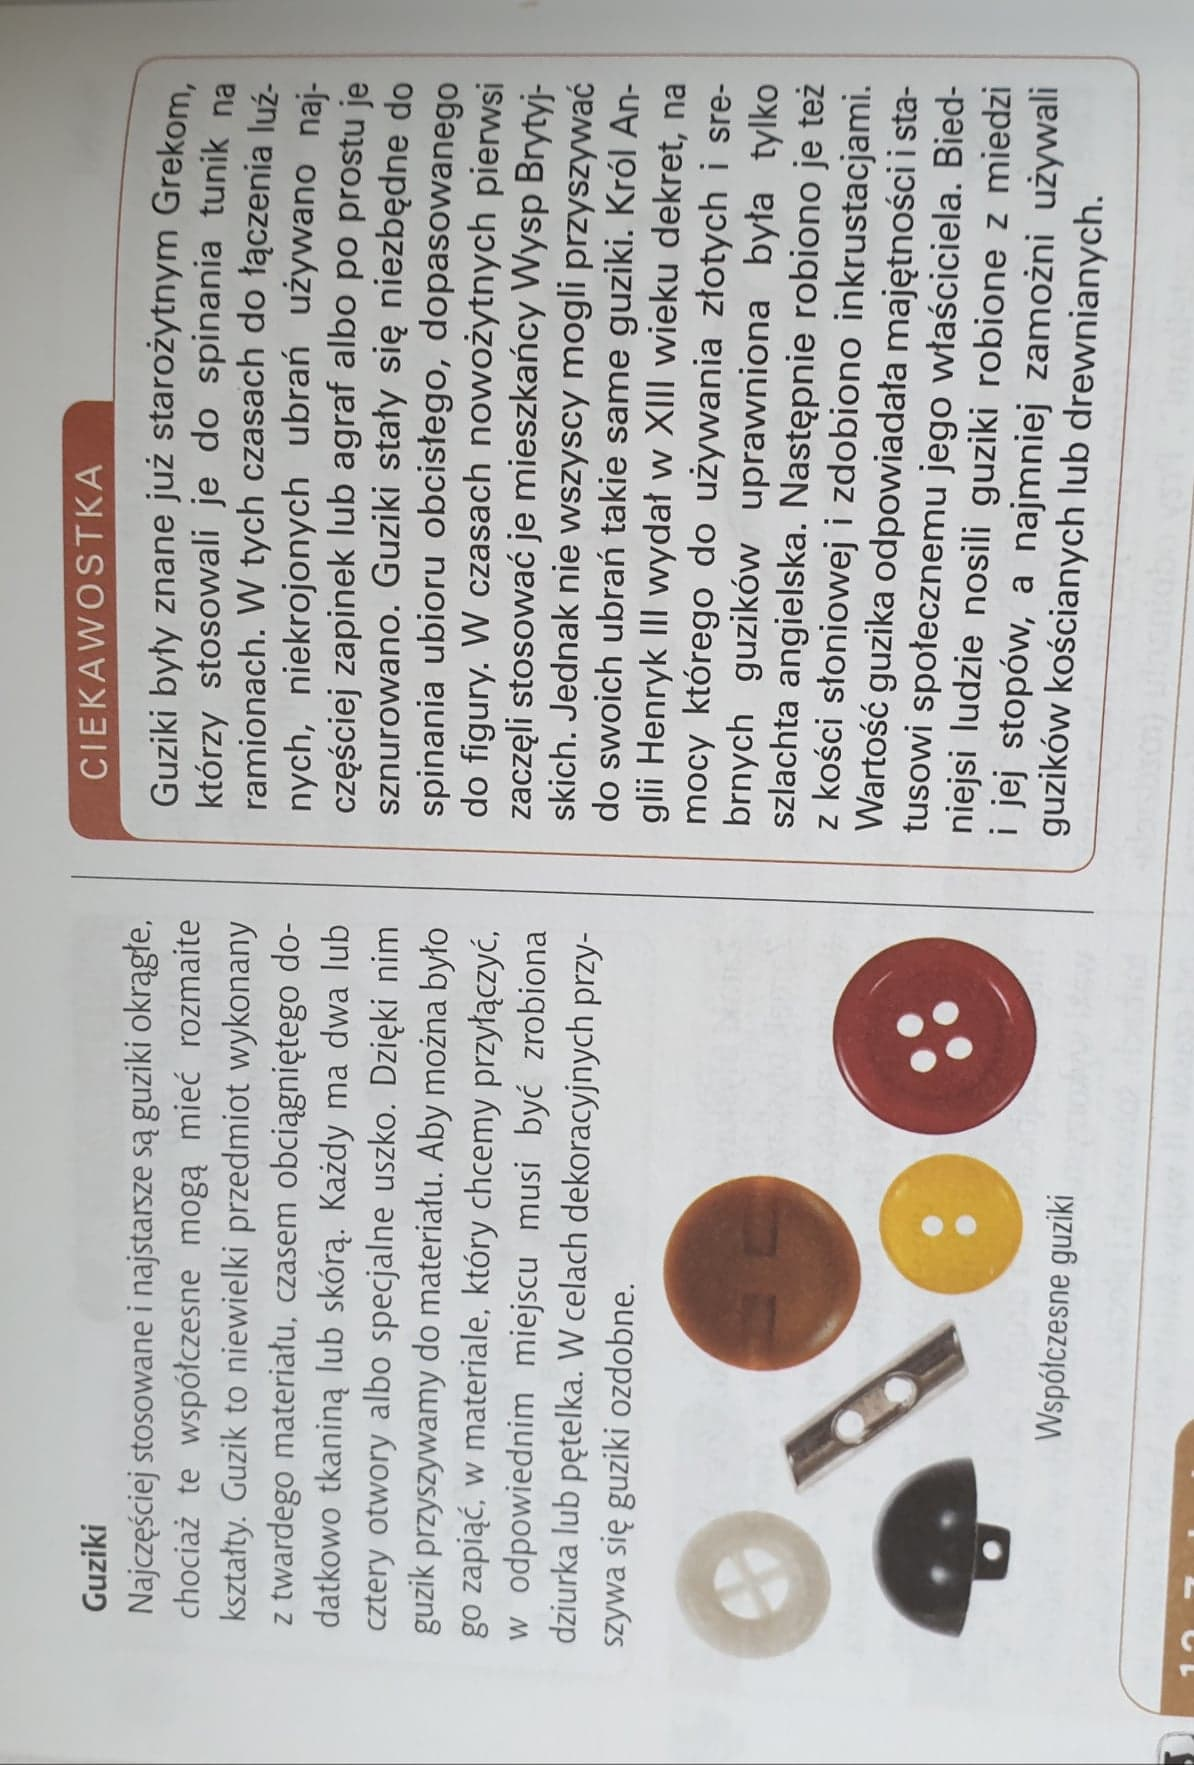 Guziki
Najczęściej stosowane i najstarsze są guziki okrągłe,
chociaż te współczesne mogą mieć rozmaite
kształty. Guzik to niewielki przedmiot wykonany
z twardego materiału, czasem obciągniętego do-
datkowo tkaniną lub skórą. Każdy ma dwa lub
cztery otwory albo specjalne uszko. Dzięki nim
guzik przyszywamy do materiału. Aby można było
go zapiąć, w materiale, który chcemy przyłączyć,
w odpowiednim miejscu musi być zrobiona
dziurka lub pętelka. W celach dekoracyjnych przy-
szywa się guziki ozdobne.
Współczesne guziki
CIEKAWOSTKA
Guziki były znane już starożytnym Grekom,
którzy stosowali je do spinania tunik na
ramionach. W tych czasach do łączenia luź-
nych, niekrojonych ubrań używano naj-
częściej zapinek lub agraf albo po prostu je
sznurowano. Guziki stały się niezbędne do
spinania ubioru obcisłego, dopasowanego
do figury. W czasach nowożytnych pierwsi
zaczęli stosować je mieszkańcy Wysp Brytyj-
skich. Jednak nie wszyscy mogli przyszywać
do swoich ubrań takie same guziki. Król An-
glii Henryk III wydał w XIII wieku dekret, na
mocy którego do używania złotych i sre-
brnych guzików uprawniona była tylko
szlachta angielska. Następnie robiono je też
z kości słoniowej i zdobiono inkrustacjami.
Wartość guzika odpowiadała majętności i sta-
tusowi społecznemu jego właściciela. Bied-
niejsi ludzie nosili guziki robione z miedzi
i jej stopów, a najmniej zamożni używali
guzików kościanych lub drewnianych.